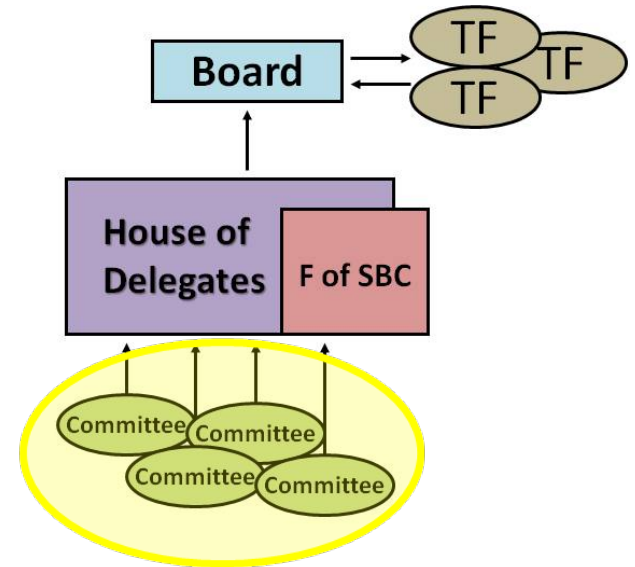 TF
TF
TF
Board
House of
Delegates
F of SBC
Committee
Committee
Committee
Committee